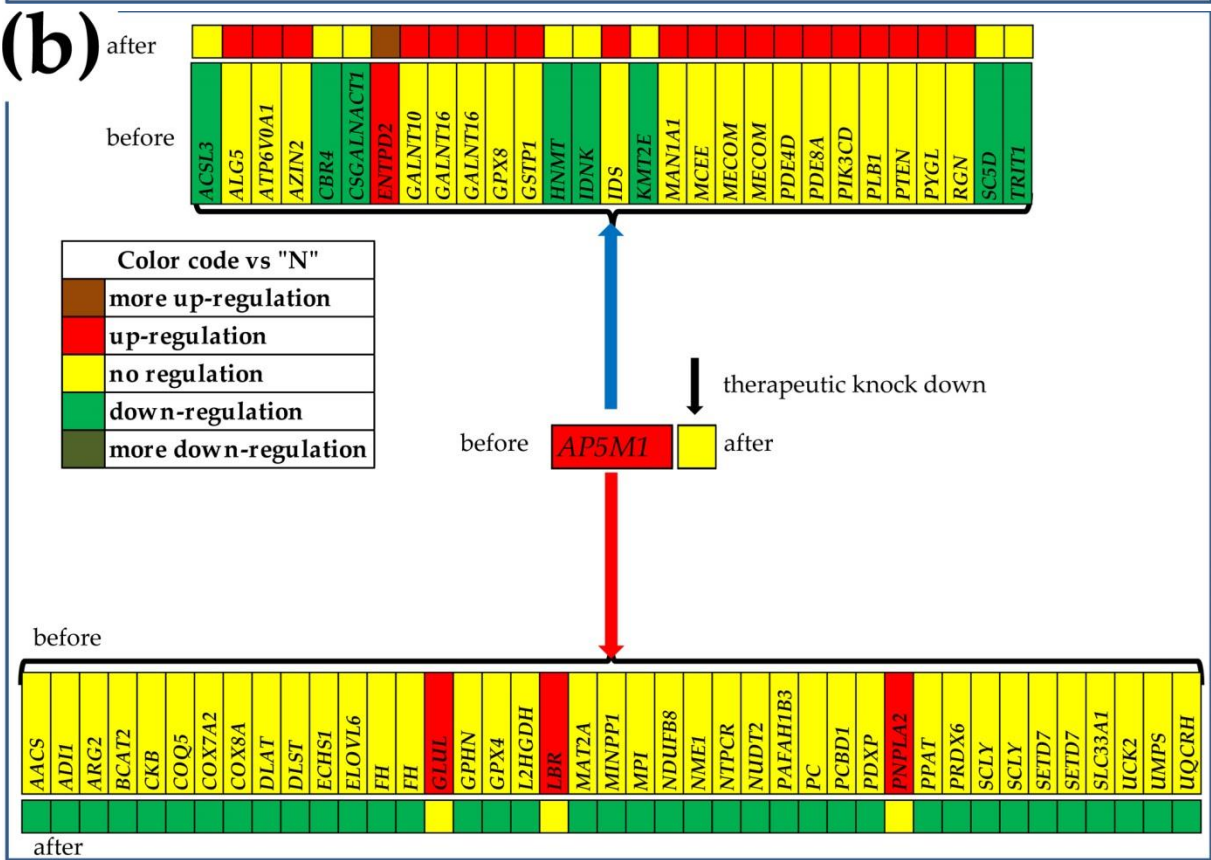 (b)
after
before
ACSL3
ALG5
ATP6V0A1
AZIN2
CBR4
CSGALNACT1
ENTPD2
GALNT10
GALNT16
GALNT16
GPX8
GSTP1
HNMT
IDNK
IDS
KMT2E
MAN1A1
MCEE
MECOM
MECOM
PDE4D
PDE8A
PIK3CD
PLB1
PTEN
PYGL
RGN
SC5D
TRIT1
Color code vs "N"
more up-regulation
up-regulation
no regulation
down-regulation
more down-regulation
therapeutic knock down
before
AP5M1
after
before
AACS
ADI1
ARG2
BCAT2
CKB
COQ5
COX7A2
COX8A
DLAT
DLST
ECHS1
ELOVL6
FH
FH
GLUL
GPHN
GPX4
L2HGDH
LBR
MAT2A
MINPP1
MPI
NDUFB8
NME1
NTPCR
NUDT2
PAFAH1B3
PC
PCBD1
PDXP
PNPLA2
PPAT
PRDX6
SCLY
SCLY
SETD7
SETD7
SLC33A1
UCK2
UMPS
UQCRH
after